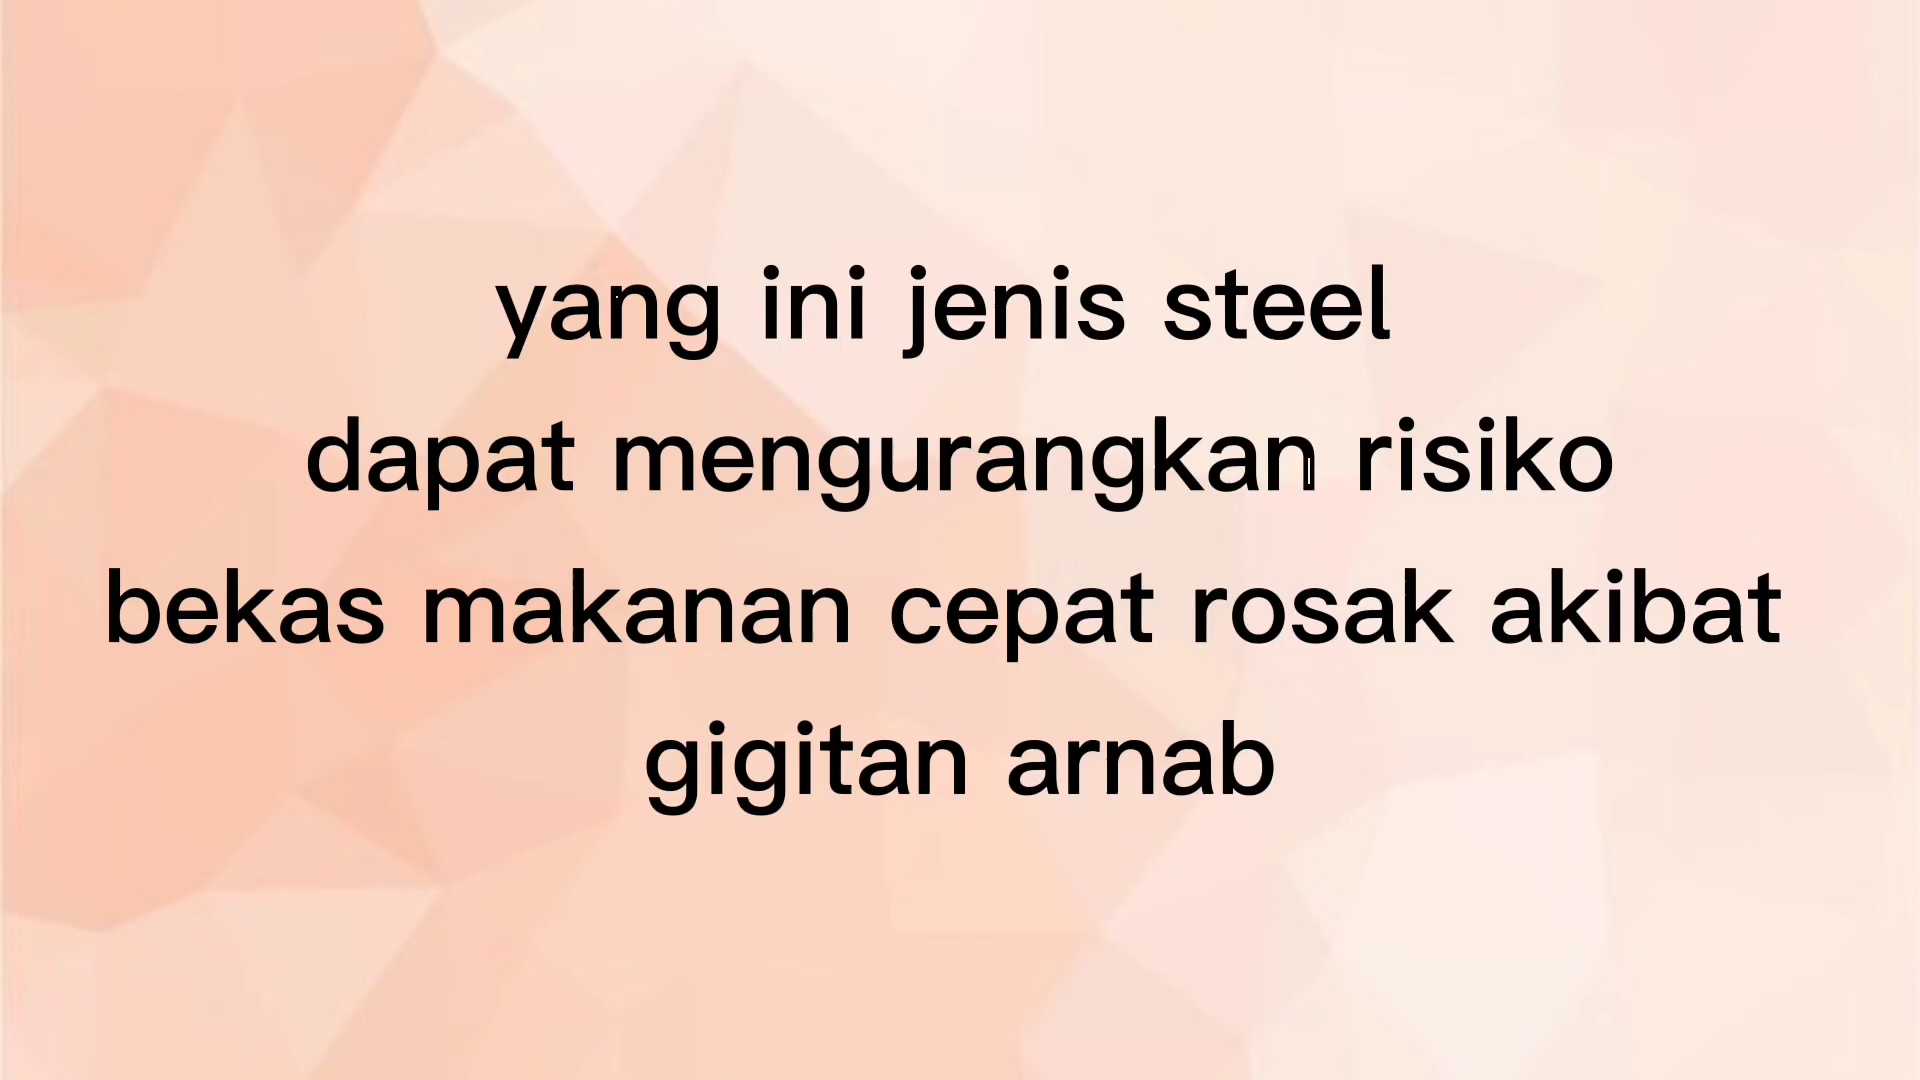 yang ini jenis steel
dapat mengurangkan risiko
bekas makanan cepat rosak akibat
gigitan arnab